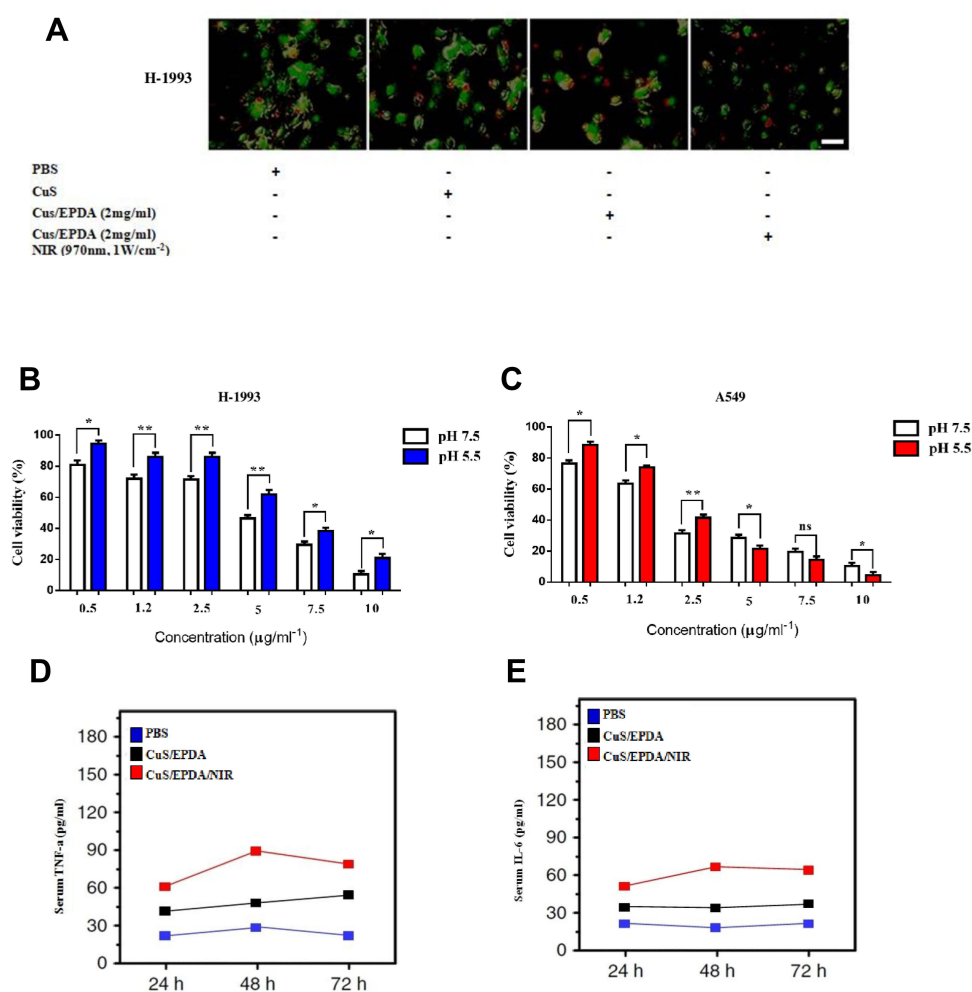 A
H-1993
PBS + - - -
CuS - + - -
Cus/EPDA (2mg/ml) - - + -
Cus/EPDA (2mg/ml) - - - +
NIR (970nm, 1W/cm-2)
B
H-1993
Cell viability (%)
100
80
60
40
20
0
* ** ** ** * *
pH 7.5
pH 5.5
0.5 1.2 2.5 5 7.5 10
Concentration (μg/ml-1)
C
A549
Cell viability (%)
100
80
60
40
20
0
* * ** * ns *
pH 7.5
pH 5.5
0.5 1.2 2.5 5 7.5 10
Concentration (μg/ml-1)
D
Serum TNF-a (pg/ml)
180
150
120
90
60
30
0
PBS
CuS/EPDA
CuS/EPDA/NIR
24 h 48 h 72 h
E
Serum IL-6 (pg/ml)
180
150
120
90
60
30
0
PBS
CuS/EPDA
CuS/EPDA/NIR
24 h 48 h 72 h